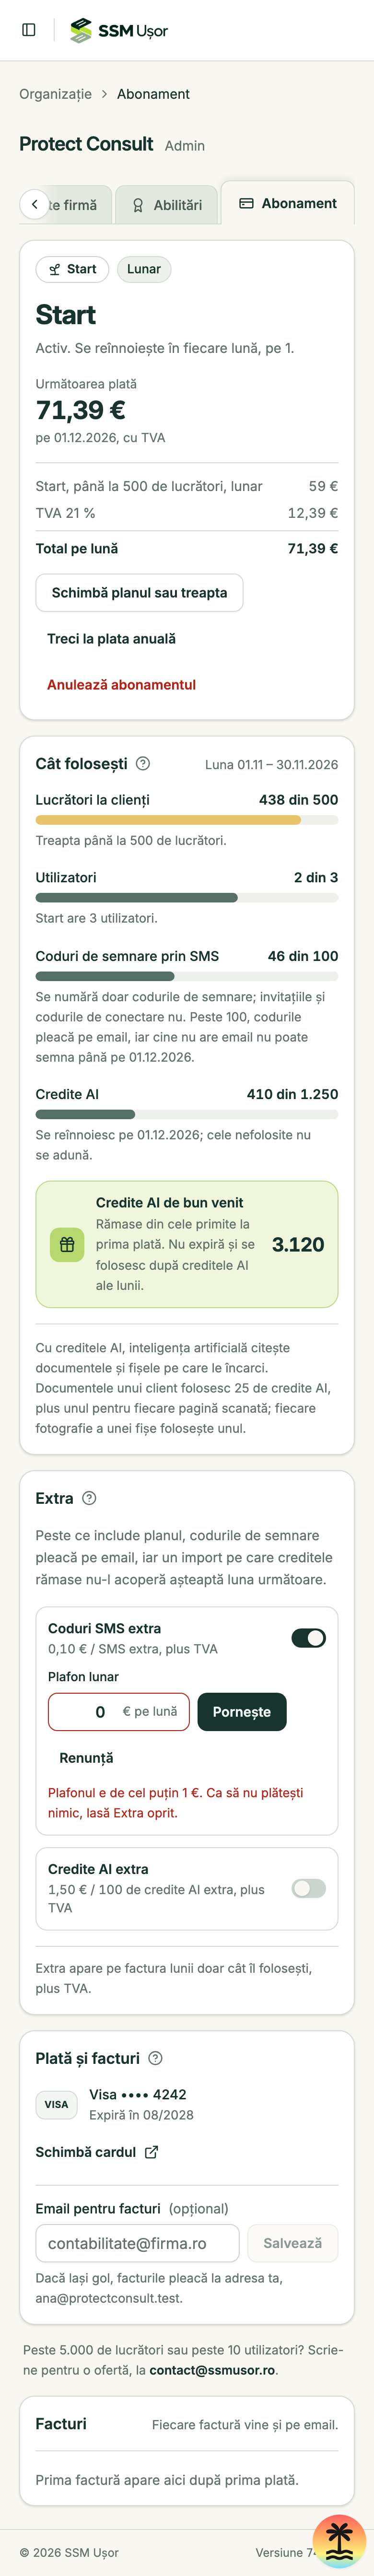 SSM Ușor
Organizație > Abonament
Protect Consult Admin
te firmă Abilitări Abonament
Start Lunar
Start
Activ. Se reînnoiește în fiecare lună, pe 1.
Următoarea plată
71,39 €
pe 01.12.2026, cu TVA
Start, până la 500 de lucrători, lunar 59 €
TVA 21 % 12,39 €
Total pe lună 71,39 €
Schimbă planul sau treapta
Treci la plata anuală
Anulează abonamentul
Cât folosești Luna 01.11 – 30.11.2026
Lucrători la clienți 438 din 500
Treapta până la 500 de lucrători.
Utilizatori 2 din 3
Start are 3 utilizatori.
Coduri de semnare prin SMS 46 din 100
Se numără doar codurile de semnare; invitațiile și
codurile de conectare nu. Peste 100, codurile
pleacă pe email, iar cine nu are email nu poate
semna până pe 01.12.2026.
Credite AI 410 din 1.250
Se reînnoiesc pe 01.12.2026; cele nefolosite nu
se adună.
Credite AI de bun venit
Rămase din cele primite la
prima plată. Nu expiră și se
folosesc după creditele AI
ale lunii.
3.120
Cu creditele AI, inteligența artificială citește
documentele și fișele pe care le încarci.
Documentele unui client folosesc 25 de credite AI,
plus unul pentru fiecare pagină scanată; fiecare
fotografie a unei fișe folosește unul.
Extra
Peste ce include planul, codurile de semnare
pleacă pe email, iar un import pe care creditele
rămase nu-l acoperă așteaptă luna următoare.
Coduri SMS extra
0,10 € / SMS extra, plus TVA
Plafon lunar
0 € pe lună Pornește
Renunță
Plafonul e de cel puțin 1 €. Ca să nu plătești
nimic, lasă Extra oprit.
Credite AI extra
1,50 € / 100 de credite AI extra, plus
TVA
Extra apare pe factura lunii doar cât îl folosești,
plus TVA.
Plată și facturi
VISA Visa •••• 4242
Expiră în 08/2028
Schimbă cardul
Email pentru facturi (opțional)
contabilitate@firma.ro Salvează
Dacă lași gol, facturile pleacă la adresa ta,
ana@protectconsult.test.
Peste 5.000 de lucrători sau peste 10 utilizatori? Scrie-
ne pentru o ofertă, la contact@ssmusor.ro.
Facturi Fiecare factură vine și pe email.
Prima factură apare aici după prima plată.
© 2026 SSM Ușor Versiune